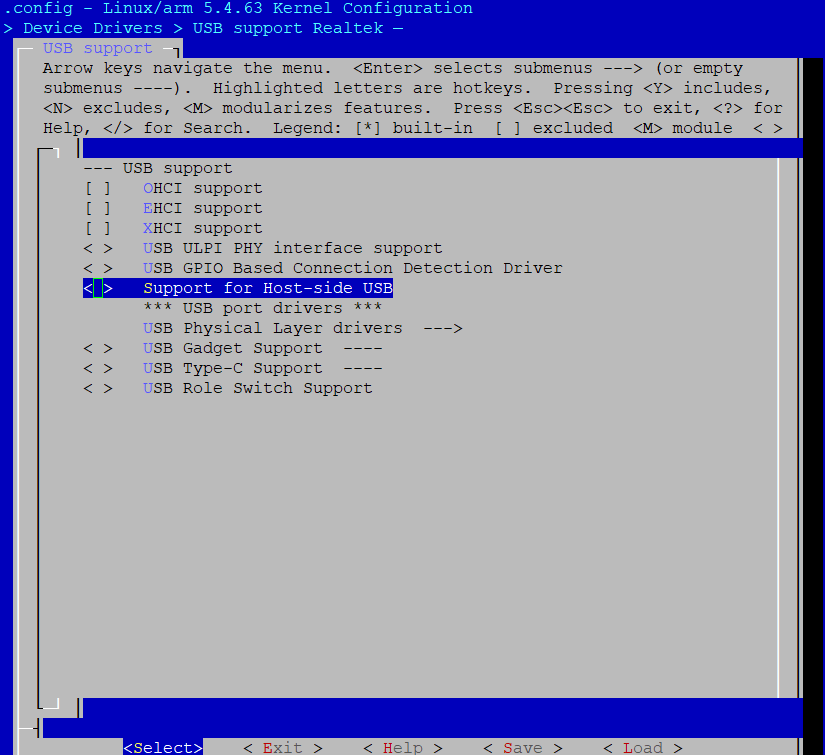 .config - Linux/arm 5.4.63 Kernel Configuration
> Device Drivers > USB support Realtek —
USB support
Arrow keys navigate the menu.  <Enter> selects submenus ---> (or empty
submenus ----).  Highlighted letters are hotkeys.  Pressing <Y> includes,
<N> excludes, <M> modularizes features.  Press <Esc><Esc> to exit, <?> for
Help, </> for Search.  Legend: [*] built-in  [ ] excluded  <M> module  < >
--- USB support
[ ]   OHCI support
[ ]   EHCI support
[ ]   XHCI support
< >   USB ULPI PHY interface support
< >   USB GPIO Based Connection Detection Driver
< >   Support for Host-side USB
*** USB port drivers ***
USB Physical Layer drivers  --->
< >   USB Gadget Support  ----
< >   USB Type-C Support  ----
< >   USB Role Switch Support
<Select>    < Exit >    < Help >    < Save >    < Load >